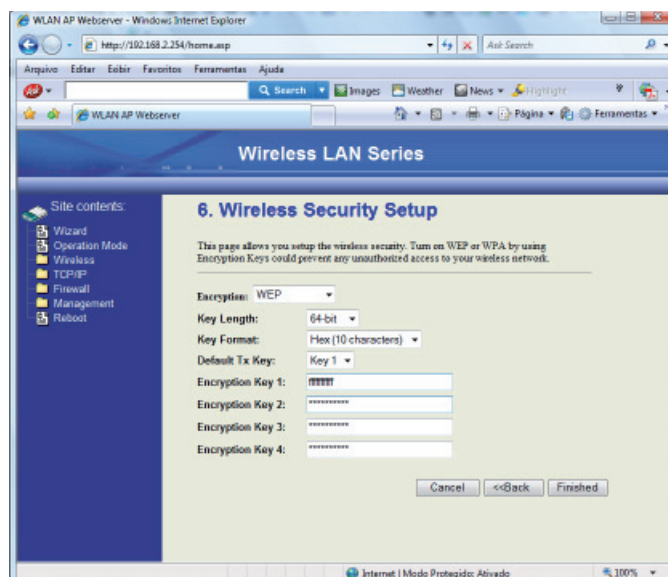 WLAN AP Webserver - Windows Internet Explorer
http://192.168.2.254/home.asp
Ask Search
Arquivo Editar Exibir Favoritos Ferramentas Ajuda
Search Images Weather News Highlight
WLAN AP Webserver Página Ferramentas
Wireless LAN Series
Site contents:
Wizard
Operation Mode
Wireless
TCP/IP
Firewall
Management
Reboot
6. Wireless Security Setup
This page allows you setup the wireless security. Turn on WEP or WPA by using
Encryption Keys could prevent any unauthorized access to your wireless network.
Encryption: WEP
Key Length: 64-bit
Key Format: Hex (10 characters)
Default Tx Key: Key 1
Encryption Key 1:
Encryption Key 2: **********
Encryption Key 3: **********
Encryption Key 4: **********
Cancel <<Back Finished
Internet | Modo Protegido: Ativado 100%